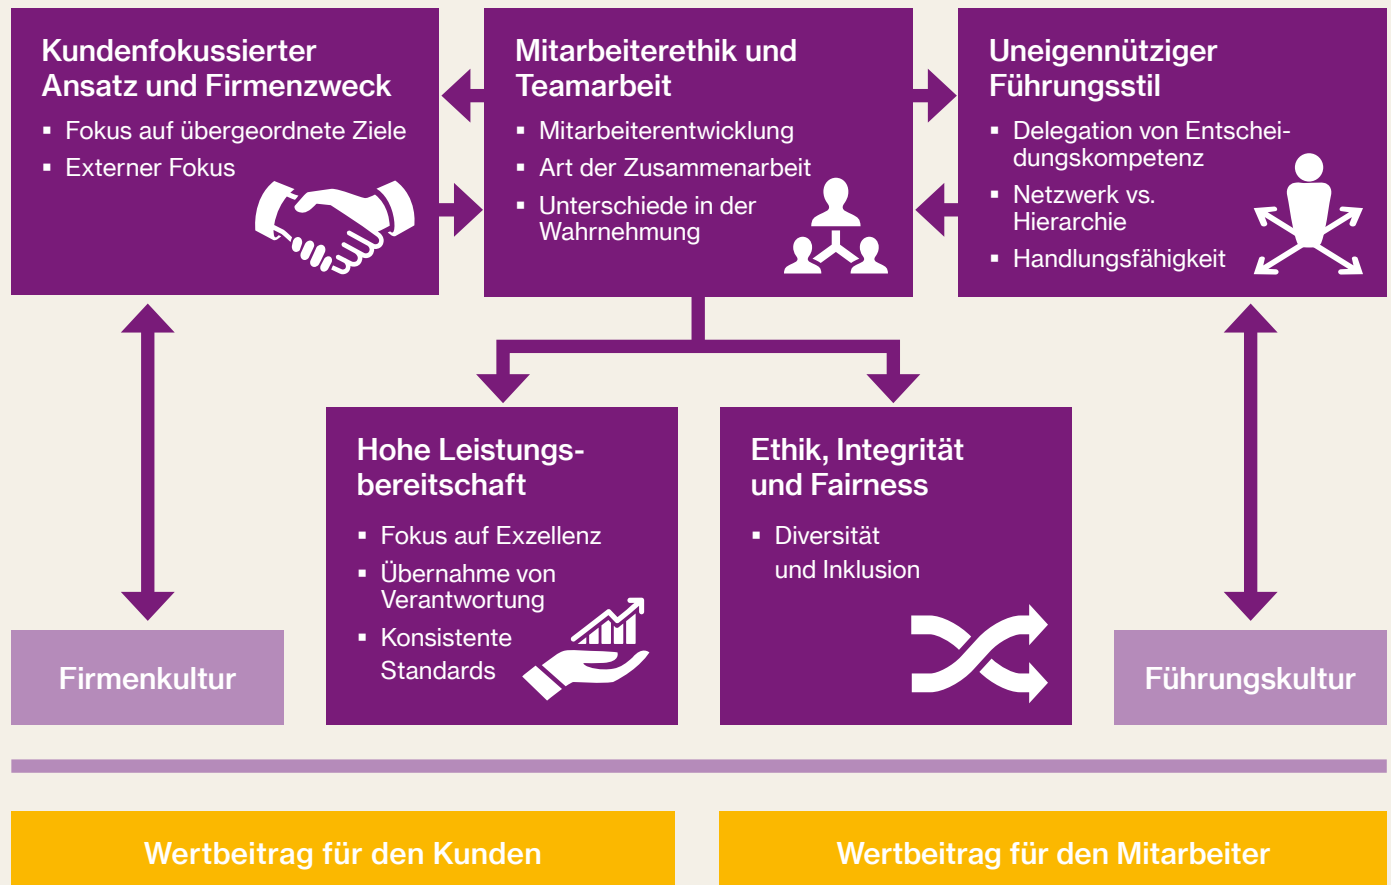 Kundenfokussierter
Ansatz und Firmenzweck
▪ Fokus auf übergeordnete Ziele
▪ Externer Fokus
Mitarbeiterethik und
Teamarbeit
▪ Mitarbeiterentwicklung
▪ Art der Zusammenarbeit
▪ Unterschiede in der
Wahrnehmung
Uneigennütziger
Führungsstil
▪ Delegation von Entschei-
dungskompetenz
▪ Netzwerk vs.
Hierarchie
▪ Handlungsfähigkeit
Hohe Leistungs-
bereitschaft
▪ Fokus auf Exzellenz
▪ Übernahme von
Verantwortung
▪ Konsistente
Standards
Ethik, Integrität
und Fairness
▪ Diversität
und Inklusion
Firmenkultur
Führungskultur
Wertbeitrag für den Kunden
Wertbeitrag für den Mitarbeiter